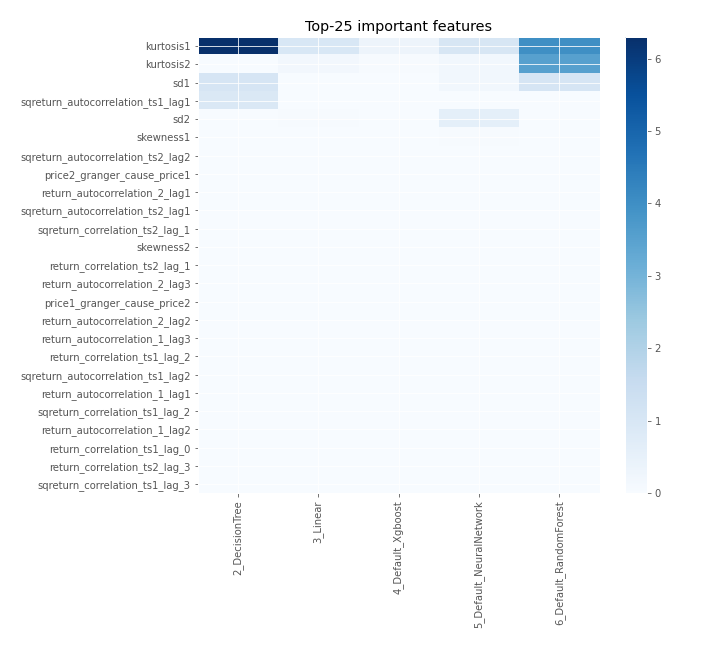 Top-25 important features
kurtosis1
kurtosis2
sd1
sqreturn_autocorrelation_ts1_lag1
sd2
skewness1
sqreturn_autocorrelation_ts2_lag2
price2_granger_cause_price1
return_autocorrelation_2_lag1
sqreturn_autocorrelation_ts2_lag1
sqreturn_correlation_ts2_lag_1
skewness2
return_correlation_ts2_lag_1
return_autocorrelation_2_lag3
price1_granger_cause_price2
return_autocorrelation_2_lag2
return_autocorrelation_1_lag3
return_correlation_ts1_lag_2
sqreturn_autocorrelation_ts1_lag2
return_autocorrelation_1_lag1
sqreturn_correlation_ts1_lag_2
return_autocorrelation_1_lag2
return_correlation_ts1_lag_0
return_correlation_ts2_lag_3
sqreturn_correlation_ts1_lag_3
2_DecisionTree
3_Linear
4_Default_Xgboost
5_Default_NeuralNetwork
6_Default_RandomForest
6
5
4
3
2
1
0